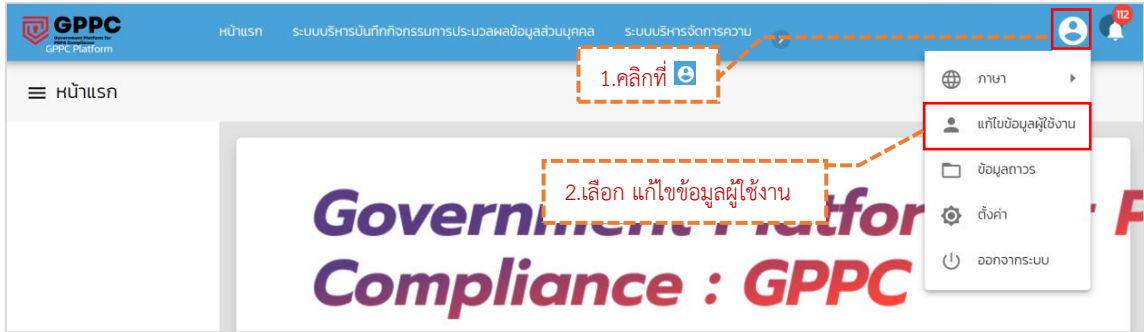 GPPC
Government Platform for
PDPA Compliance
GPPC Platform
หน้าแรก
ระบบบริหารบันทึกกิจกรรมการประมวลผลข้อมูลส่วนบุคคล
ระบบบริหารจัดการความ
112
1.คลิกที่
หน้าแรก
ภาษา
แก้ไขข้อมูลผู้ใช้งาน
2.เลือก แก้ไขข้อมูลผู้ใช้งาน
ข้อมูลถาวร
ตั้งค่า
ออกจากระบบ
Government Platfor
Compliance : GPPC